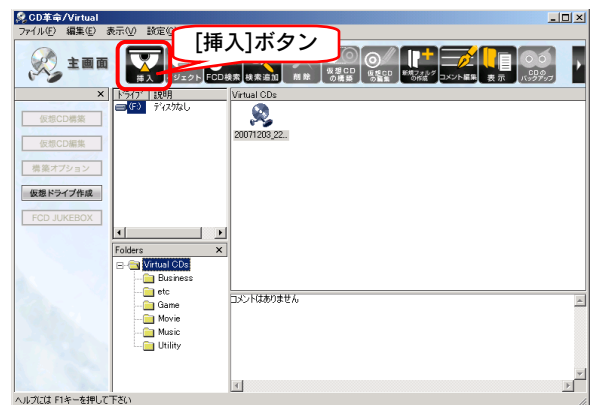 CD革命/Virtual
ファイル(F) 編集(E) 表示(V) 設定
[挿入]ボタン
主画面
挿入
ジェクト
FCD検索
検索追加
削除
仮想CDの構築
仮想CDの編集
新規フォルダの作成
コメント編集
表示
CDのバックアップ
ドライブ 説明
(F:) ディスクなし
Virtual CDs
20071203_22...
仮想CD構築
仮想CD編集
構築オプション
仮想ドライブ作成
FCD JUKEBOX
Folders
Virtual CDs
Business
etc
Game
Movie
Music
Utility
コメントはありません
ヘルプには F1キーを押して下さい